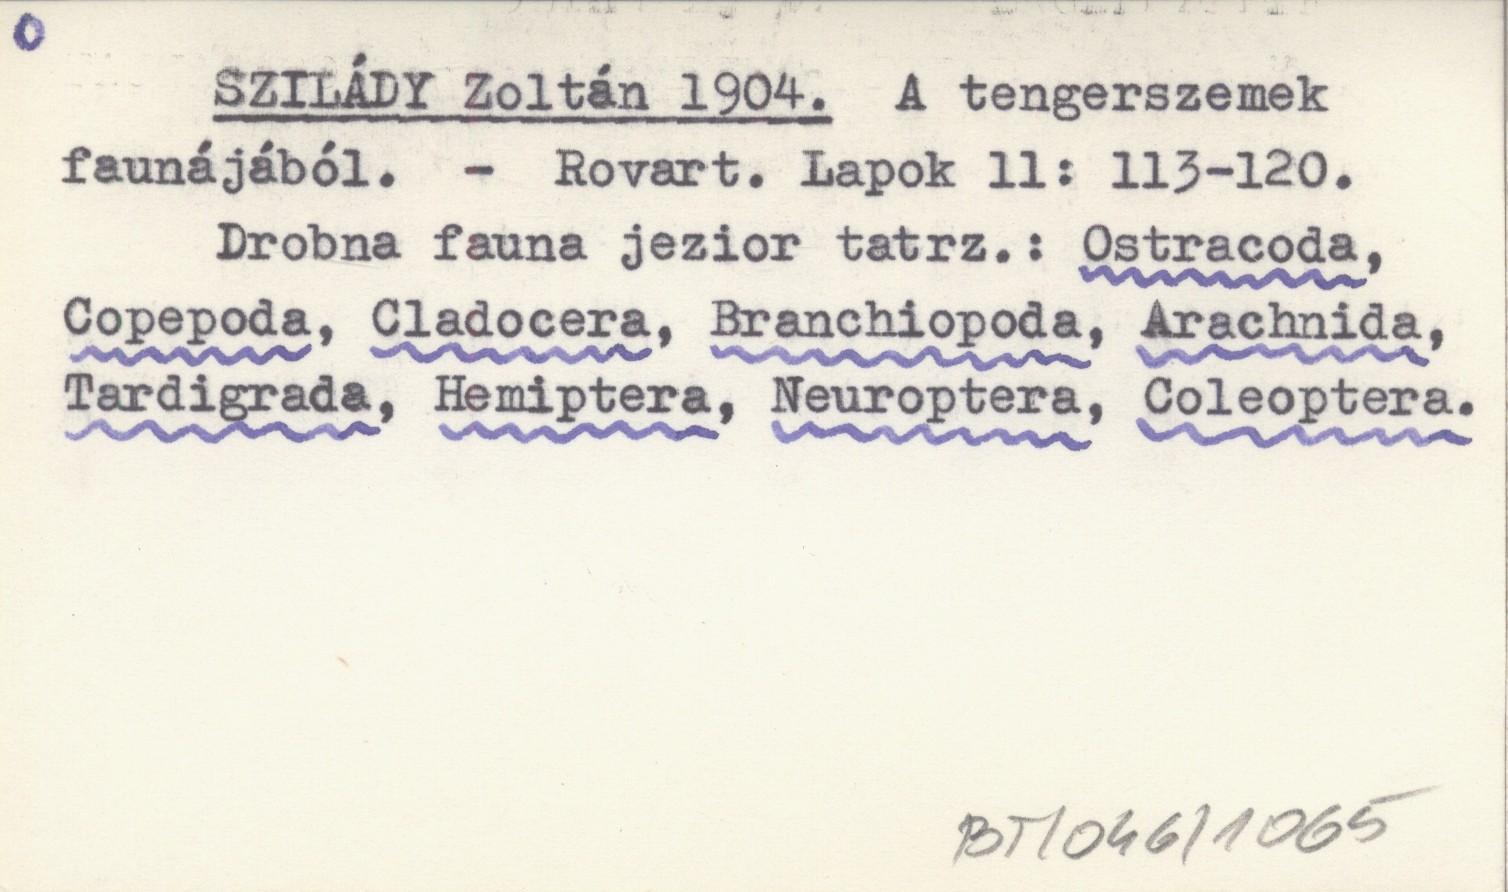 O
SZILÁDY Zoltán 1904. A tengerszemek
faunájából. - Rovart. Lapok 11: 113-120.
Drobna fauna jezior tatrz.: Ostracoda,
Copepoda, Cladocera, Branchiopoda, Arachnida,
Tardigrada, Hemiptera, Neuroptera, Coleoptera.
BT/046/1065